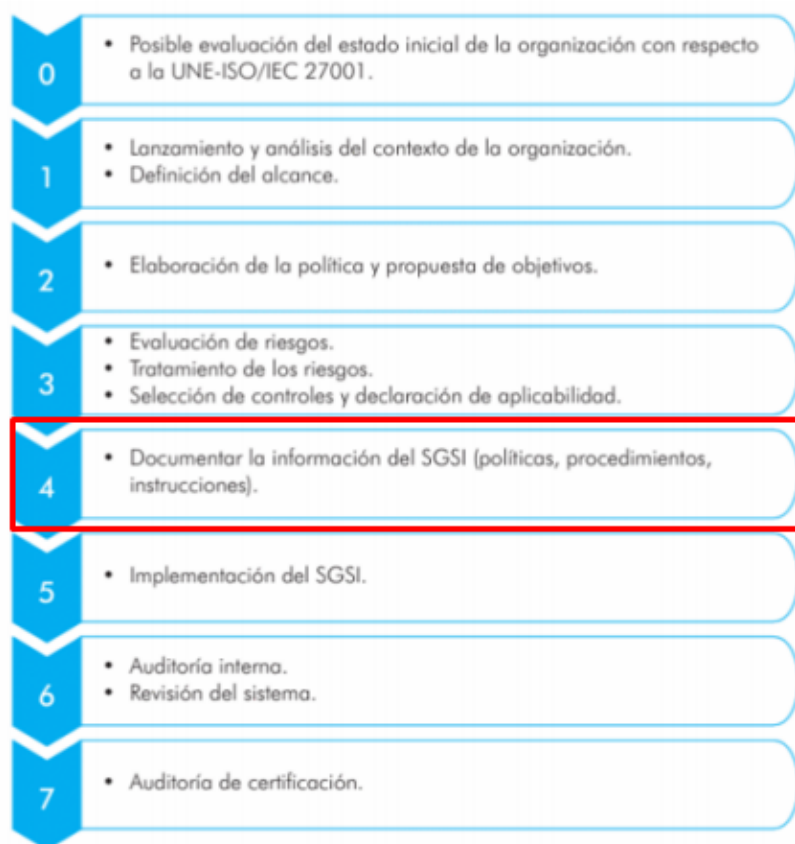 0
• Posible evaluación del estado inicial de la organización con respecto
a la UNE-ISO/IEC 27001.
1
• Lanzamiento y análisis del contexto de la organización.
• Definición del alcance.
2
• Elaboración de la política y propuesta de objetivos.
3
• Evaluación de riesgos.
• Tratamiento de los riesgos.
• Selección de controles y declaración de aplicabilidad.
4
• Documentar la información del SGSI (políticas, procedimientos,
instrucciones).
5
• Implementación del SGSI.
6
• Auditoría interna.
• Revisión del sistema.
7
• Auditoría de certificación.